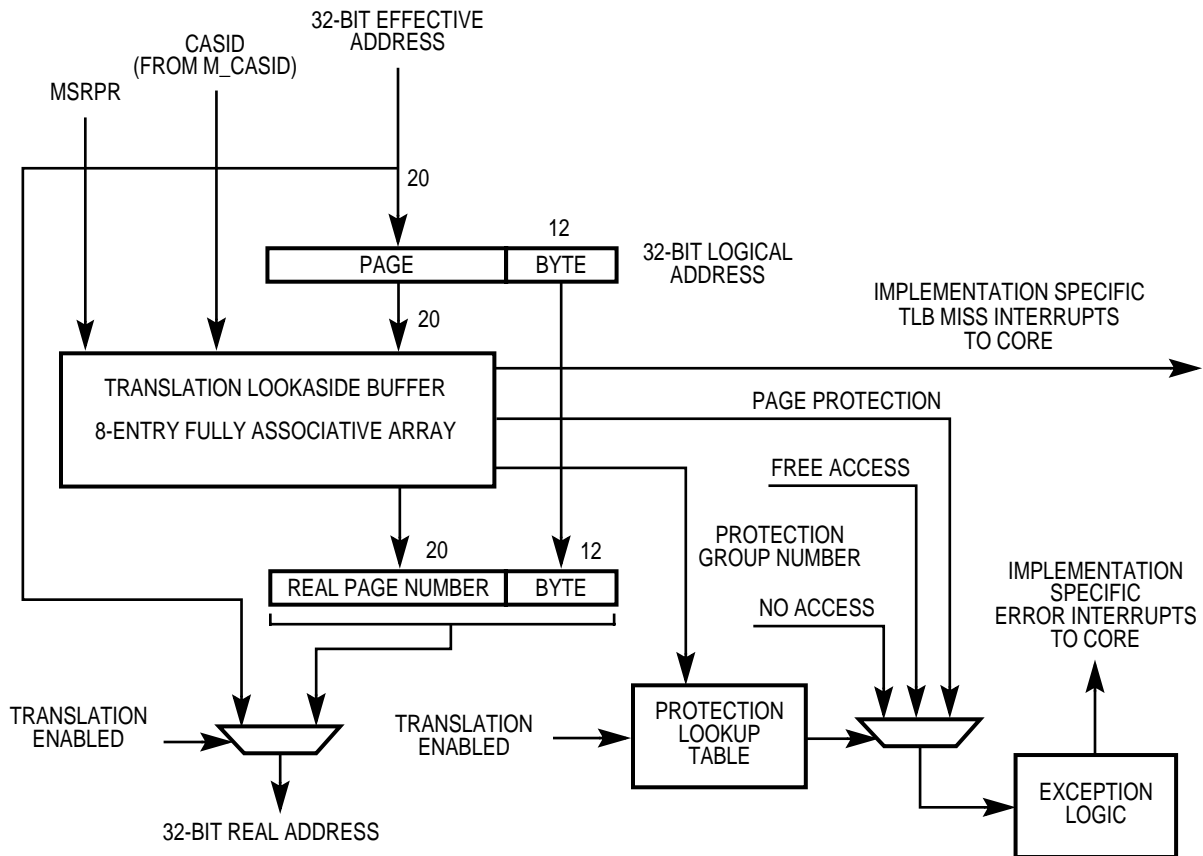 32-BIT EFFECTIVE
ADDRESS
CASID
(FROM M_CASID)
MSRPR
20
12
PAGE
BYTE
32-BIT LOGICAL
ADDRESS
20
IMPLEMENTATION SPECIFIC
TLB MISS INTERRUPTS
TO CORE
TRANSLATION LOOKASIDE BUFFER
8-ENTRY FULLY ASSOCIATIVE ARRAY
PAGE PROTECTION
FREE ACCESS
PROTECTION
GROUP NUMBER
20
12
REAL PAGE NUMBER
BYTE
NO ACCESS
IMPLEMENTATION
SPECIFIC
ERROR INTERRUPTS
TO CORE
TRANSLATION
ENABLED
TRANSLATION
ENABLED
PROTECTION
LOOKUP
TABLE
EXCEPTION
LOGIC
32-BIT REAL ADDRESS